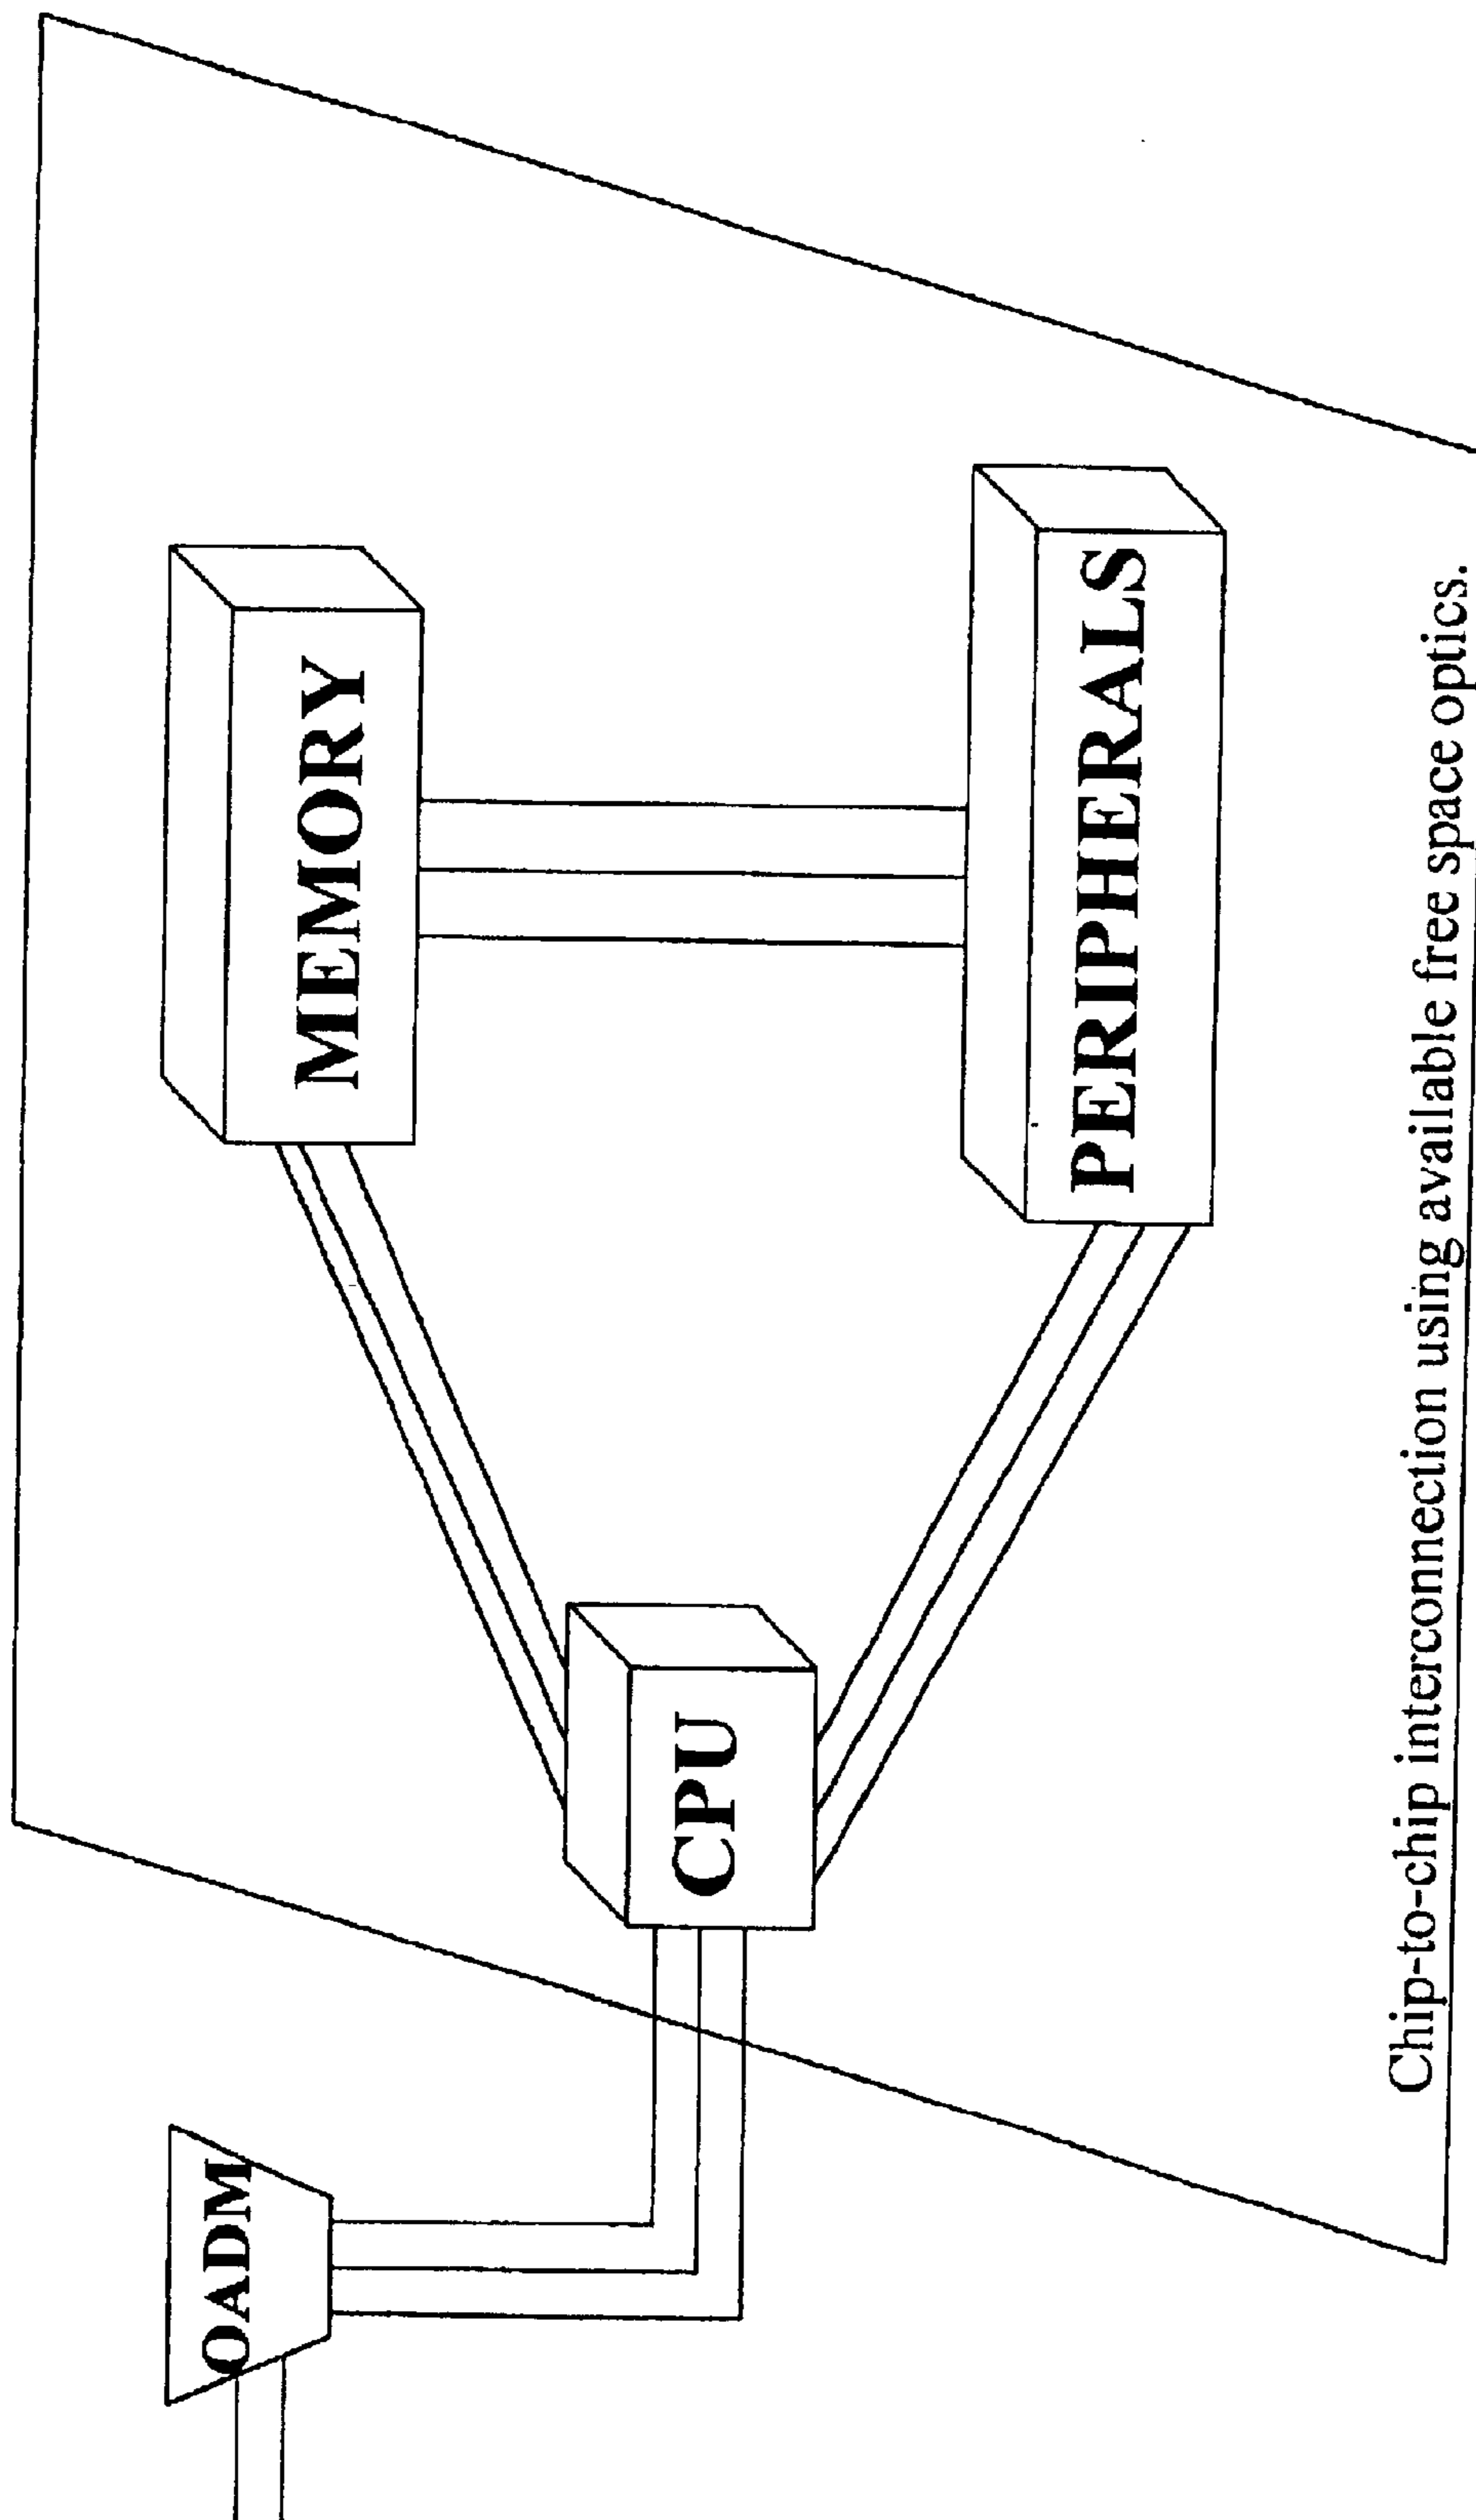 MEMORY
OADM
CPU
PERIPHERALS
Chip-to-chip interconnection using available free space optics.